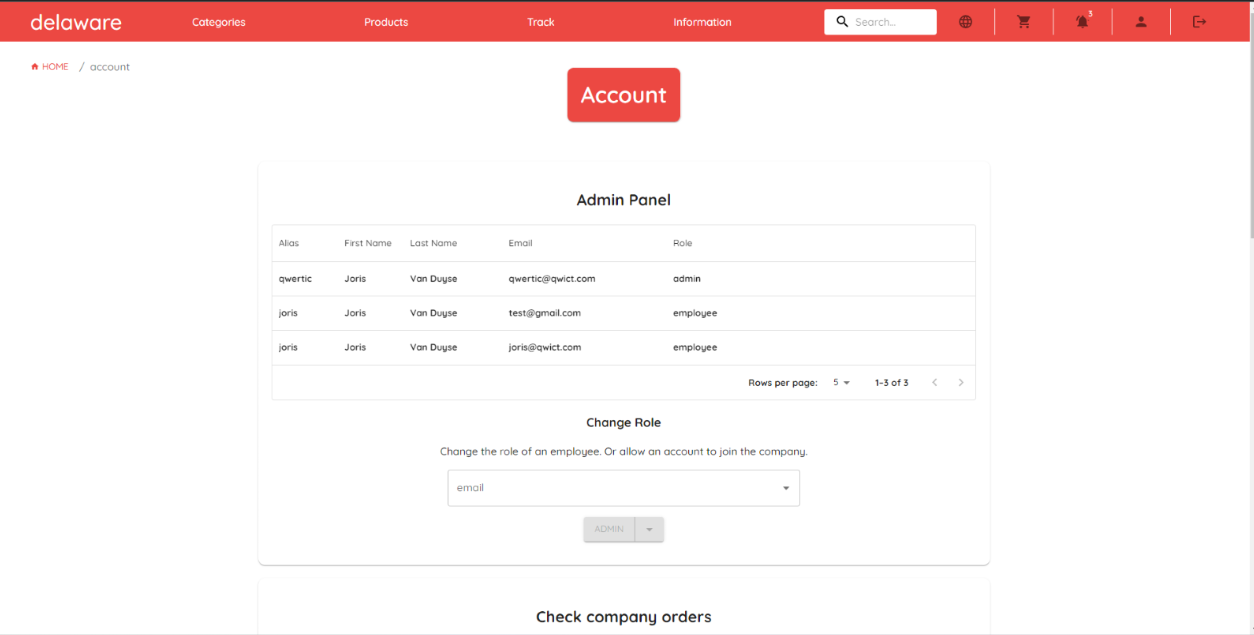 delaware Categories Products Track Information Search... 3
HOME / account
Account
Admin Panel
Alias First Name Last Name Email Role
qwertic Joris Van Duyse qwertic@qwict.com admin
joris Joris Van Duyse test@gmail.com employee
joris Joris Van Duyse joris@qwict.com employee
Rows per page: 5 1-3 of 3
Change Role
Change the role of an employee. Or allow an account to join the company.
email
ADMIN
Check company orders